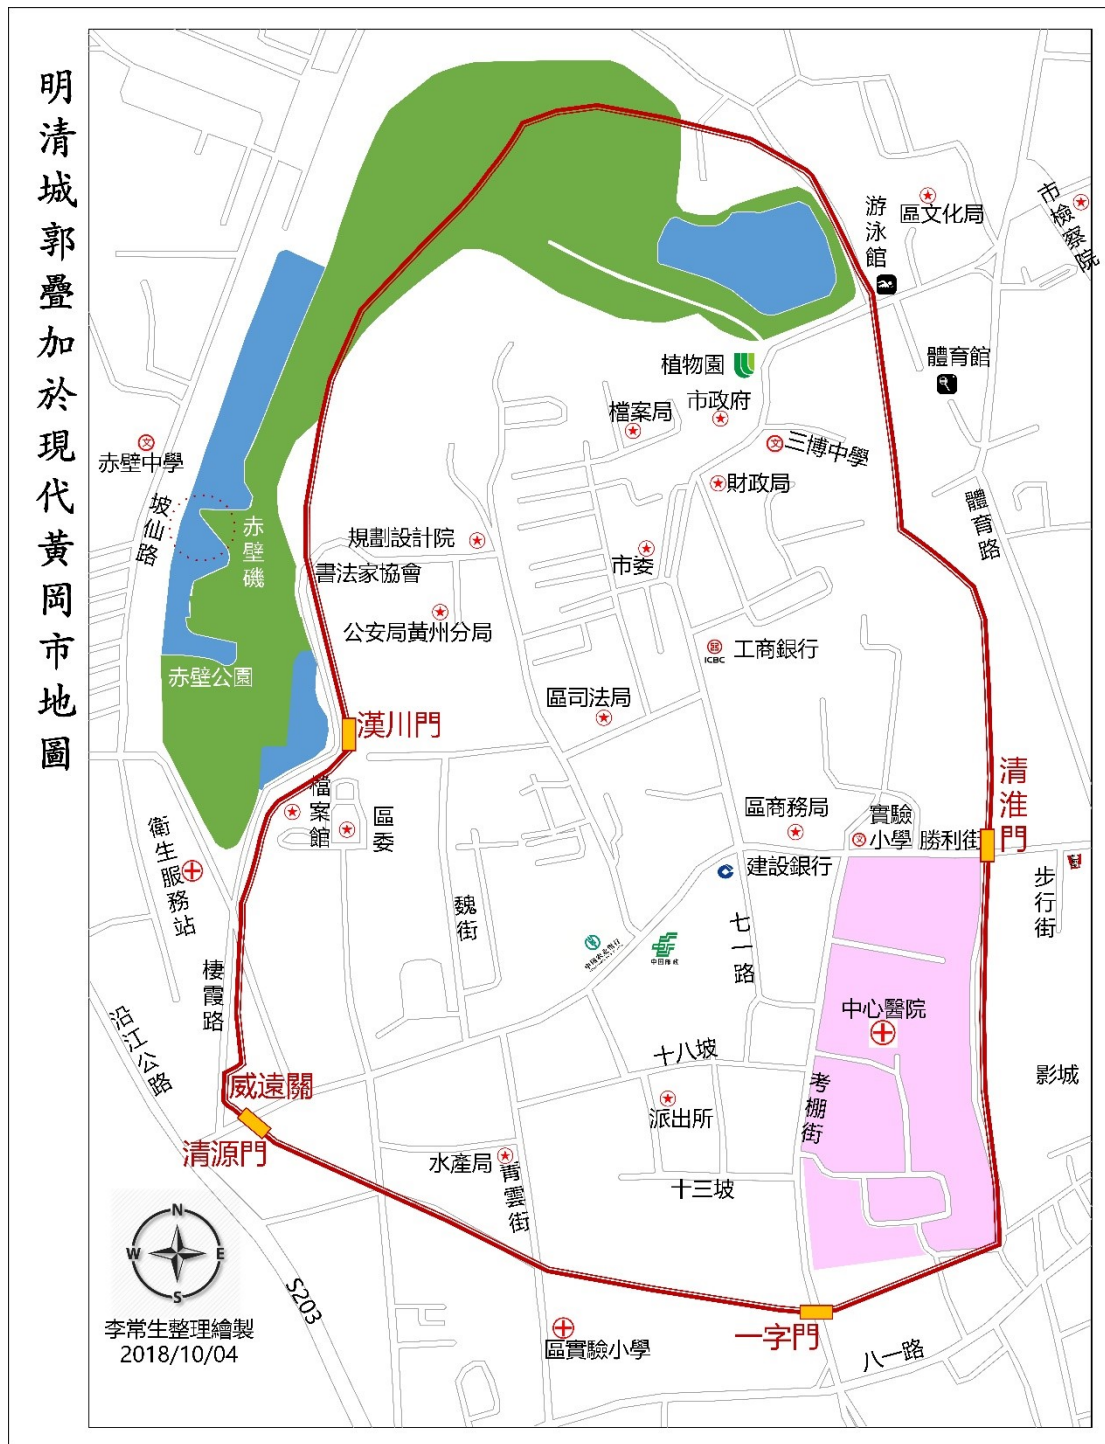 明清城郭疊加於現代黃岡市地圖
區文化局
市檢察院
游泳館
體育館
植物園
市政府
檔案局
三博中學
財政局
赤壁中學
坡仙路
赤壁磯
規劃設計院
書法家協會
市委
體育路
公安局黃州分局
工商銀行
ICBC
赤壁公園
區司法局
漢川門
清淮門
檔案館
區委
區商務局
實驗小學
勝利街
建設銀行
衛生服務站
魏街
步行街
七一路
中国邮政
棲霞路
中心醫院
沿江公路
十八坡
影城
威遠關
考棚街
派出所
清源門
水產局
青雲街
十三坡
N
W
E
S
S203
李常生整理繪製
2018/10/04
一字門
區實驗小學
八一路